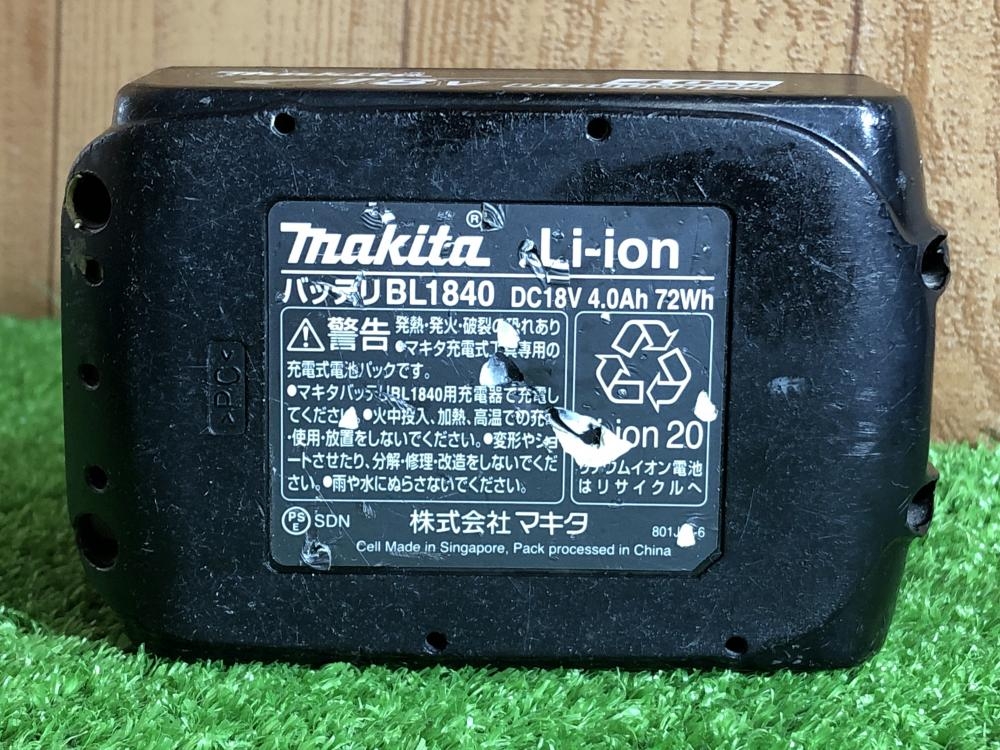 makita
18V
makita® Li-ion
バッテリBL1840 DC18V 4.0Ah 72Wh
警告 発熱・発火・破裂の恐れあり
●マキタ充電式工具専用の
充電式電池パックです。
●マキタバッテリBL1840用充電器で充電し
てください。●火中投入、加熱、高温での充電
・使用・放置をしないでください。●変形やショ
ートさせたり、分解・修理・改造をしないでくだ
さい。●雨や水にぬらさないでください。
ion 20
リチウムイオン電池
はリサイクルへ
>PC<
PS
E SDN 株式会社マキタ
Cell Made in Singapore, Pack processed in China